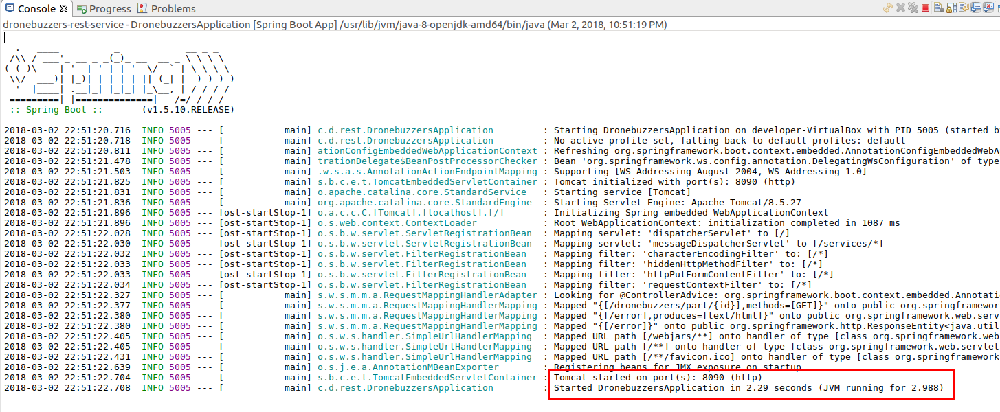 Console Progress Problems
dronebuzzers-rest-service - DronebuzzersApplication [Spring Boot App] /usr/lib/jvm/java-8-openjdk-amd64/bin/java (Mar 2, 2018, 10:51:19 PM)
  .   ____          _            __ _ _
 /\\ / ___'_ __ _ _(_)_ __  __ _ \ \ \ \
( ( )\___ | '_ | '_| | '_ \/ _` | \ \ \ \
 \\/  ___)| |_)| | | | | || (_| |  ) ) ) )
  '  |____| .__|_| |_|_| |_\__, | / / / /
 =========|_|==============|___/=/_/_/_/
 :: Spring Boot ::       (v1.5.10.RELEASE)
2018-03-02 22:51:20.716  INFO 5005 --- [           main] c.d.rest.DronebuzzersApplication         : Starting DronebuzzersApplication on developer-VirtualBox with PID 5005 (started b
2018-03-02 22:51:20.718  INFO 5005 --- [           main] c.d.rest.DronebuzzersApplication         : No active profile set, falling back to default profiles: default
2018-03-02 22:51:20.811  INFO 5005 --- [           main] ationConfigEmbeddedWebApplicationContext : Refreshing org.springframework.boot.context.embedded.AnnotationConfigEmbeddedWebA
2018-03-02 22:51:21.478  INFO 5005 --- [           main] trationDelegate$BeanPostProcessorChecker : Bean 'org.springframework.ws.config.annotation.DelegatingWsConfiguration' of type
2018-03-02 22:51:21.503  INFO 5005 --- [           main] .w.s.a.s.AnnotationActionEndpointMapping : Supporting [WS-Addressing August 2004, WS-Addressing 1.0]
2018-03-02 22:51:21.825  INFO 5005 --- [           main] s.b.c.e.t.TomcatEmbeddedServletContainer : Tomcat initialized with port(s): 8090 (http)
2018-03-02 22:51:21.831  INFO 5005 --- [           main] o.apache.catalina.core.StandardService   : Starting service [Tomcat]
2018-03-02 22:51:21.836  INFO 5005 --- [           main] org.apache.catalina.core.StandardEngine  : Starting Servlet Engine: Apache Tomcat/8.5.27
2018-03-02 22:51:21.896  INFO 5005 --- [ost-startStop-1] o.a.c.c.C.[Tomcat].[localhost].[/]       : Initializing Spring embedded WebApplicationContext
2018-03-02 22:51:21.896  INFO 5005 --- [ost-startStop-1] o.s.web.context.ContextLoader            : Root WebApplicationContext: initialization completed in 1087 ms
2018-03-02 22:51:22.028  INFO 5005 --- [ost-startStop-1] o.s.b.w.servlet.ServletRegistrationBean  : Mapping servlet: 'dispatcherServlet' to [/]
2018-03-02 22:51:22.030  INFO 5005 --- [ost-startStop-1] o.s.b.w.servlet.ServletRegistrationBean  : Mapping servlet: 'messageDispatcherServlet' to [/services/*]
2018-03-02 22:51:22.032  INFO 5005 --- [ost-startStop-1] o.s.b.w.servlet.FilterRegistrationBean   : Mapping filter: 'characterEncodingFilter' to: [/*]
2018-03-02 22:51:22.033  INFO 5005 --- [ost-startStop-1] o.s.b.w.servlet.FilterRegistrationBean   : Mapping filter: 'hiddenHttpMethodFilter' to: [/*]
2018-03-02 22:51:22.033  INFO 5005 --- [ost-startStop-1] o.s.b.w.servlet.FilterRegistrationBean   : Mapping filter: 'httpPutFormContentFilter' to: [/*]
2018-03-02 22:51:22.034  INFO 5005 --- [ost-startStop-1] o.s.b.w.servlet.FilterRegistrationBean   : Mapping filter: 'requestContextFilter' to: [/*]
2018-03-02 22:51:22.327  INFO 5005 --- [           main] s.w.s.m.m.a.RequestMappingHandlerAdapter : Looking for @ControllerAdvice: org.springframework.boot.context.embedded.Annotati
2018-03-02 22:51:22.377  INFO 5005 --- [           main] s.w.s.m.m.a.RequestMappingHandlerMapping : Mapped "{[/dronebuzzers/part/{id}],methods=[GET]}" onto public org.springframewor
2018-03-02 22:51:22.380  INFO 5005 --- [           main] s.w.s.m.m.a.RequestMappingHandlerMapping : Mapped "{[/error],produces=[text/html]}" onto public org.springframework.web.serv
2018-03-02 22:51:22.380  INFO 5005 --- [           main] s.w.s.m.m.a.RequestMappingHandlerMapping : Mapped "{[/error]}" onto public org.springframework.http.ResponseEntity<java.util
2018-03-02 22:51:22.405  INFO 5005 --- [           main] o.s.w.s.handler.SimpleUrlHandlerMapping  : Mapped URL path [/webjars/**] onto handler of type [class org.springframework.web
2018-03-02 22:51:22.405  INFO 5005 --- [           main] o.s.w.s.handler.SimpleUrlHandlerMapping  : Mapped URL path [/**] onto handler of type [class org.springframework.web.servlet
2018-03-02 22:51:22.431  INFO 5005 --- [           main] o.s.w.s.handler.SimpleUrlHandlerMapping  : Mapped URL path [/**/favicon.ico] onto handler of type [class org.springframework
2018-03-02 22:51:22.639  INFO 5005 --- [           main] o.s.j.e.a.AnnotationMBeanExporter        : Registering beans for JMX exposure on startup
2018-03-02 22:51:22.704  INFO 5005 --- [           main] s.b.c.e.t.TomcatEmbeddedServletContainer : Tomcat started on port(s): 8090 (http)
2018-03-02 22:51:22.708  INFO 5005 --- [           main] c.d.rest.DronebuzzersApplication         : Started DronebuzzersApplication in 2.29 seconds (JVM running for 2.988)